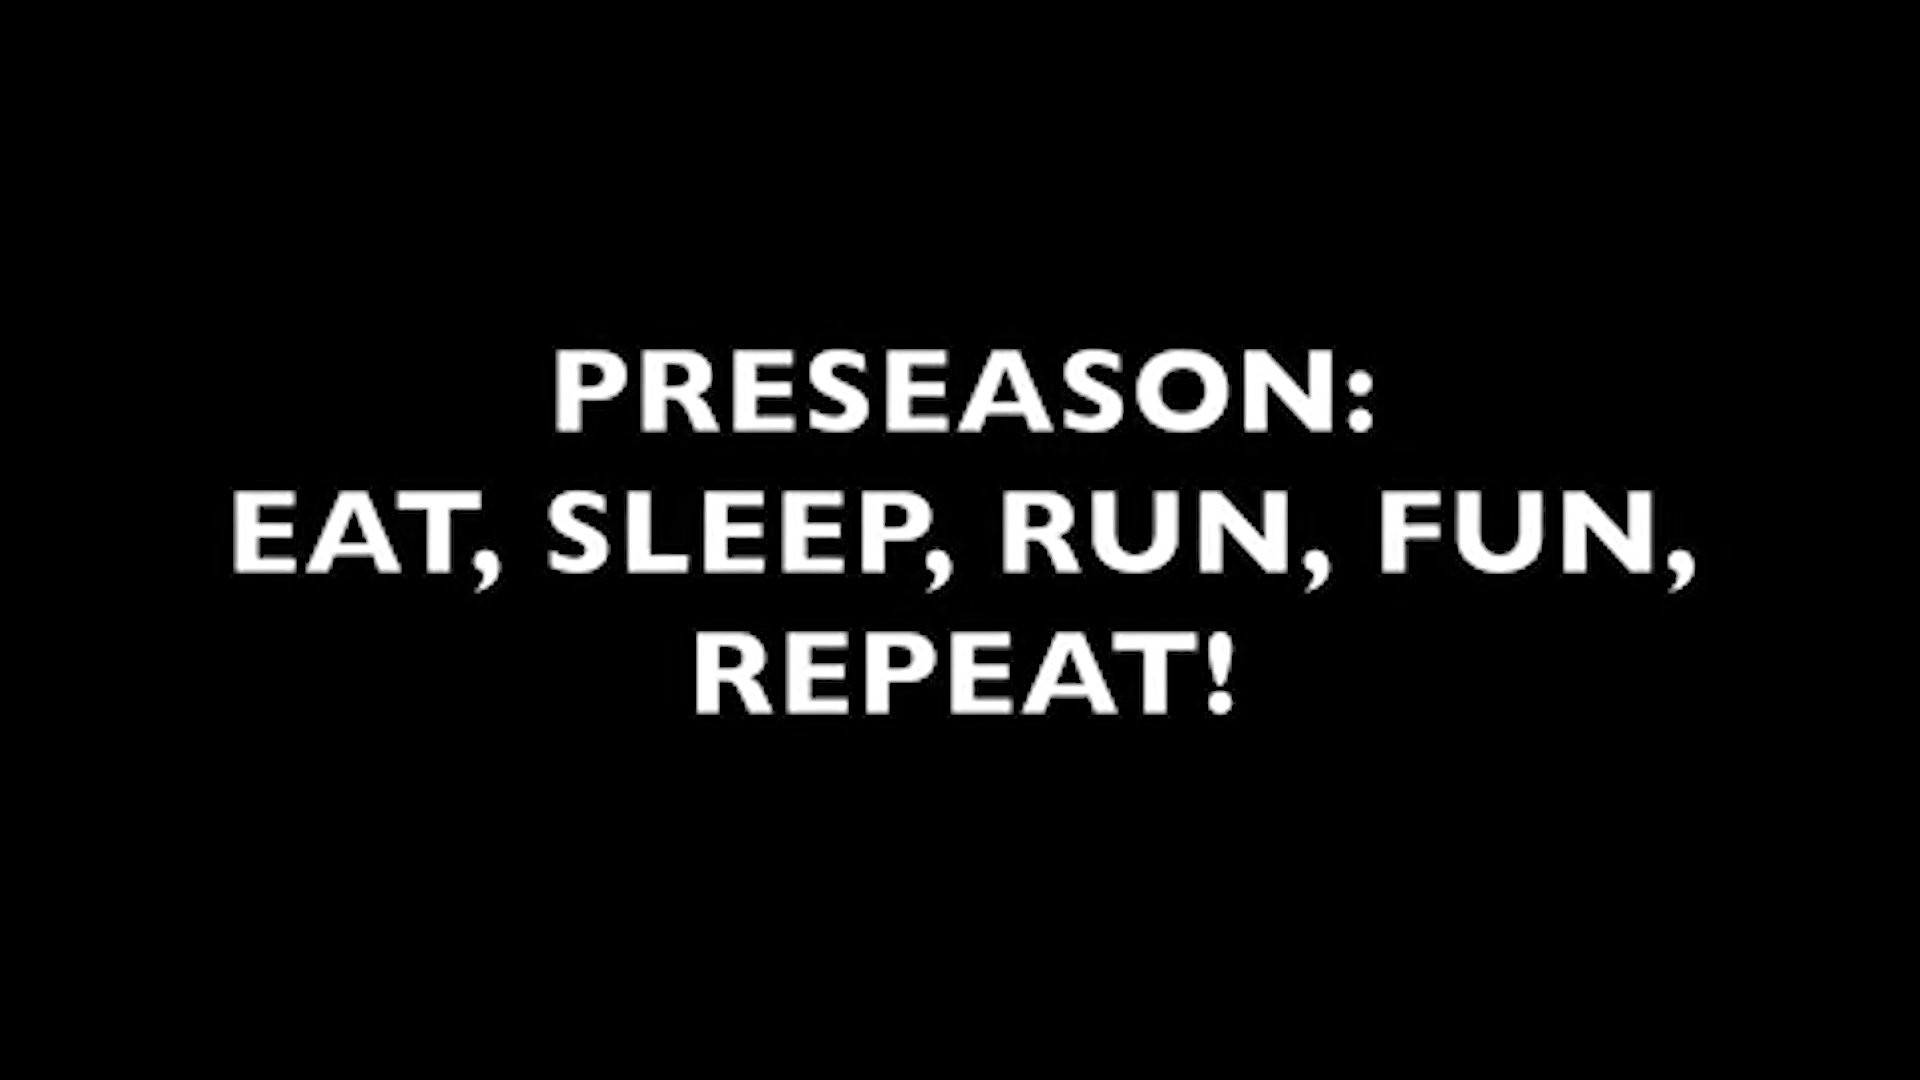 PRESEASON:
EAT, SLEEP, RUN, FUN,
REPEAT!